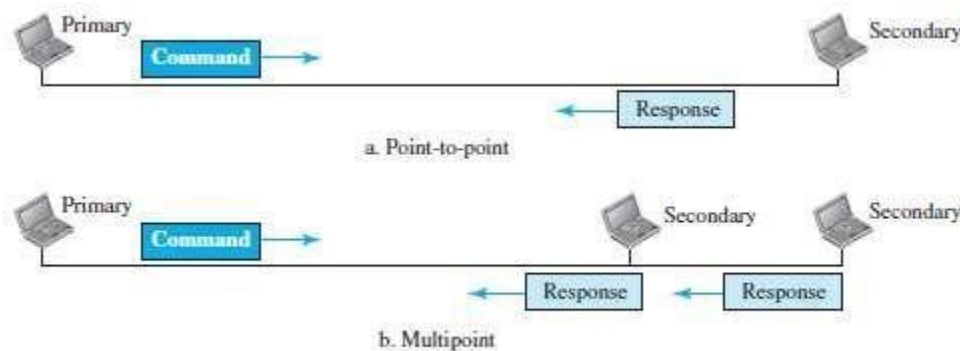 Primary
Secondary
Command
Response
a. Point-to-point
Primary
Secondary
Secondary
Command
Response
Response
b. Multipoint